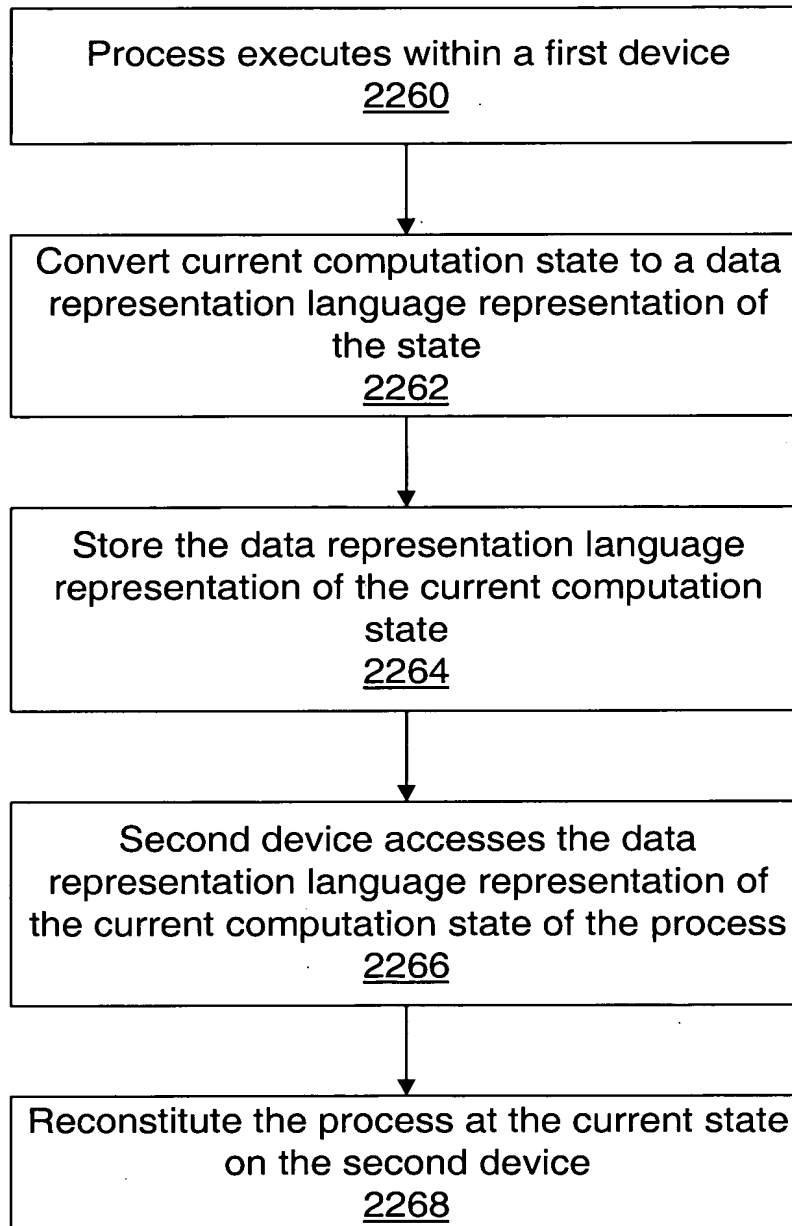 Process executes within a first device
2260
Convert current computation state to a data
representation language representation of
the state
2262
Store the data representation language
representation of the current computation
state
2264
Second device accesses the data
representation language representation of
the current computation state of the process
2266
Reconstitute the process at the current state
on the second device
2268